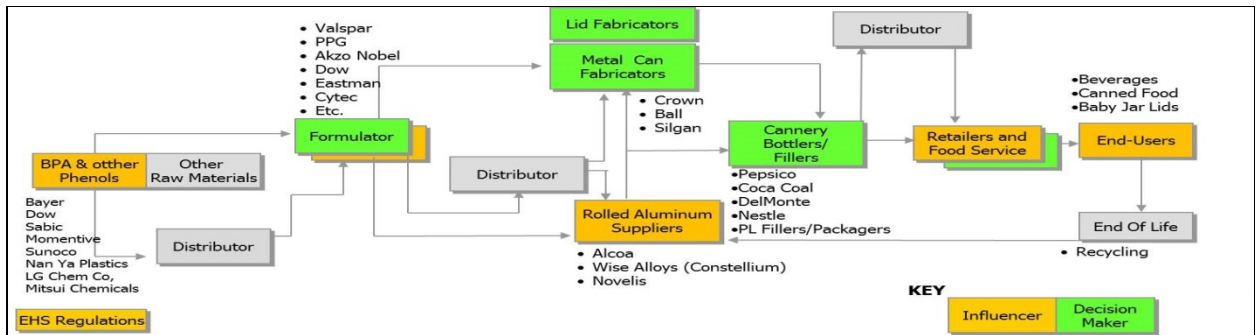 • Valspar
• PPG
• Akzo Nobel
• Dow
• Eastman
• Cytec
• Etc.
Formulator
BPA & otther
Phenols
Other
Raw Materials
Bayer
Dow
Sabic
Momentive
Sunoco
Nan Ya Plastics
LG Chem Co,
Mitsui Chemicals
Distributor
EHS Regulations
Lid Fabricators
Metal Can
Fabricators
• Crown
• Ball
• Silgan
Distributor
Rolled Aluminum
Suppliers
• Alcoa
• Wise Alloys (Constellium)
• Novelis
Distributor
Cannery
Bottlers/
Fillers
•Pepsico
•Coca Coal
•DelMonte
•Nestle
•PL Fillers/Packagers
Retailers and
Food Service
•Beverages
•Canned Food
•Baby Jar Lids
End-Users
End Of Life
• Recycling
KEY
Influencer
Decision
Maker